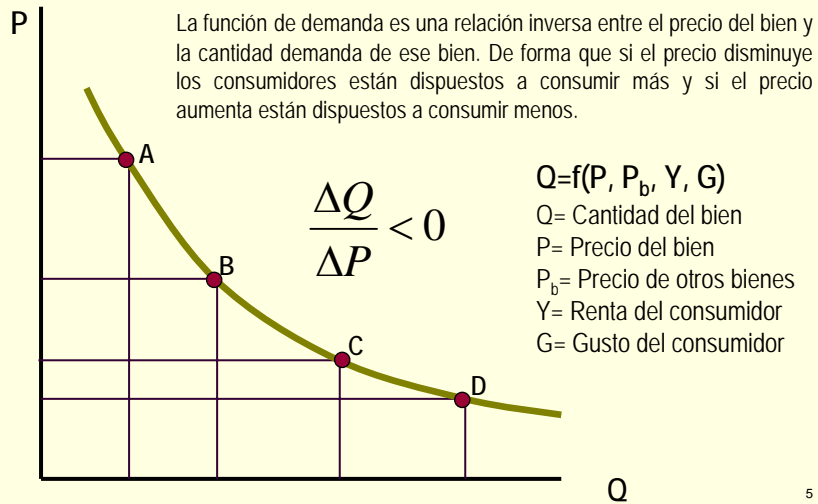 P
La función de demanda es una relación inversa entre el precio del bien y
la cantidad demanda de ese bien. De forma que si el precio disminuye
los consumidores están dispuestos a consumir más y si el precio
aumenta están dispuestos a consumir menos.
A
B
C
D
ΔQ
ΔP < 0
Q=f(P, P_b, Y, G)
Q= Cantidad del bien
P= Precio del bien
P_b= Precio de otros bienes
Y= Renta del consumidor
G= Gusto del consumidor
Q
5